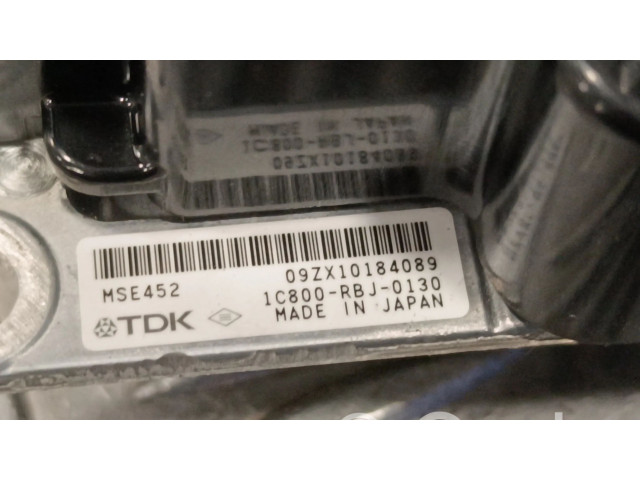 09ZX10184089
MSE452
1C800-RBJ-0130
TDK
MADE IN JAPAN